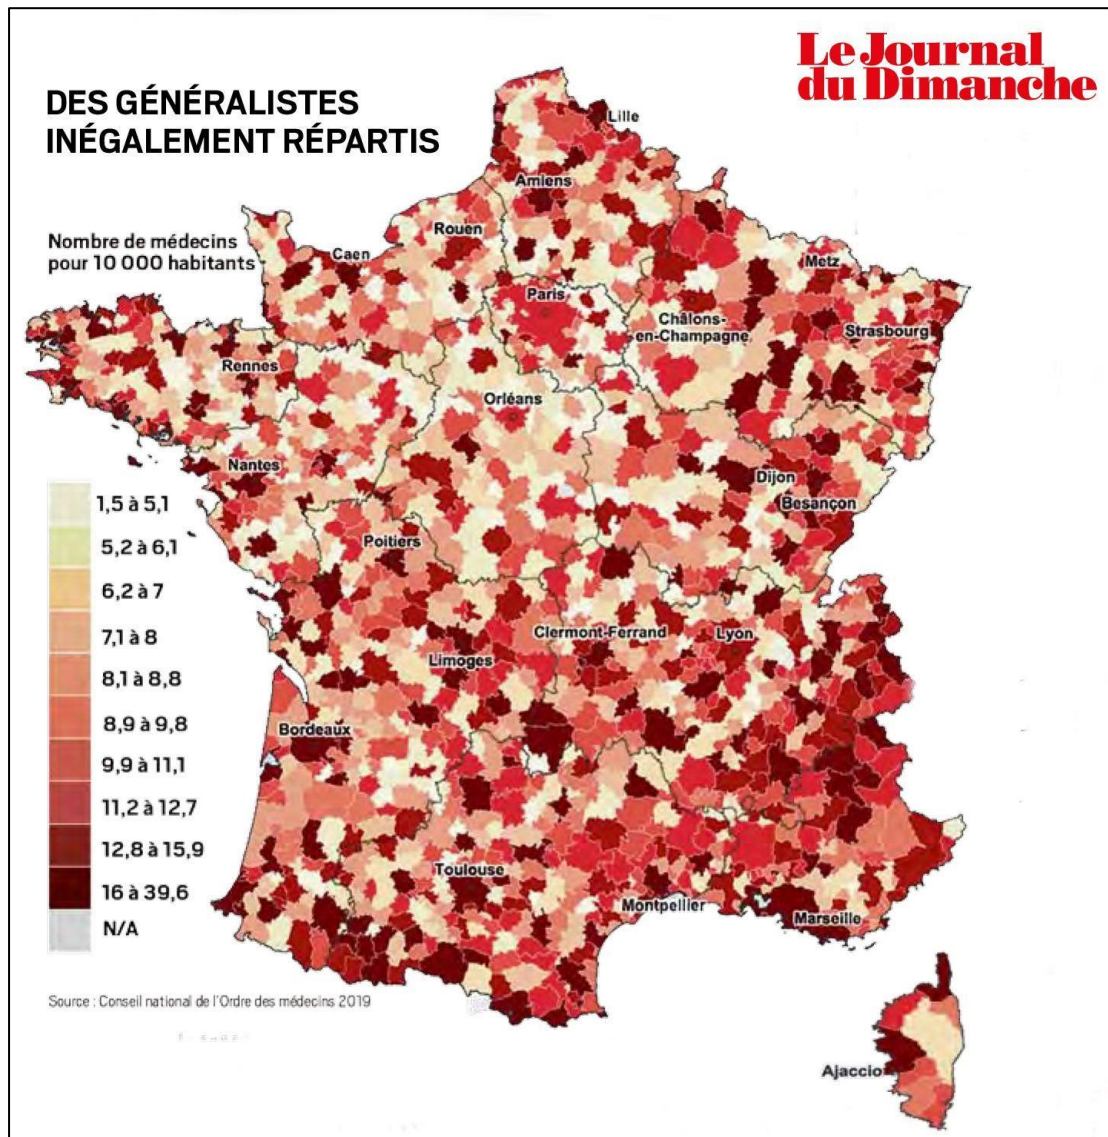 Le Journal
du Dimanche
DES GÉNÉRALISTES
INÉGALEMENT RÉPARTIS
Nombre de médecins
pour 10 000 habitants
Lille
Amiens
Rouen
Caen
Metz
Paris
Châlons-
en-Champagne
Strasbourg
Rennes
Orléans
Nantes
Dijon
Besançon
Poitiers
Clermont-Ferrand
Lyon
Limoges
Bordeaux
Toulouse
Montpellier
Marseille
Ajaccio
1,5 à 5,1
5,2 à 6,1
6,2 à 7
7,1 à 8
8,1 à 8,8
8,9 à 9,8
9,9 à 11,1
11,2 à 12,7
12,8 à 15,9
16 à 39,6
N/A
Source : Conseil national de l'Ordre des médecins 2019